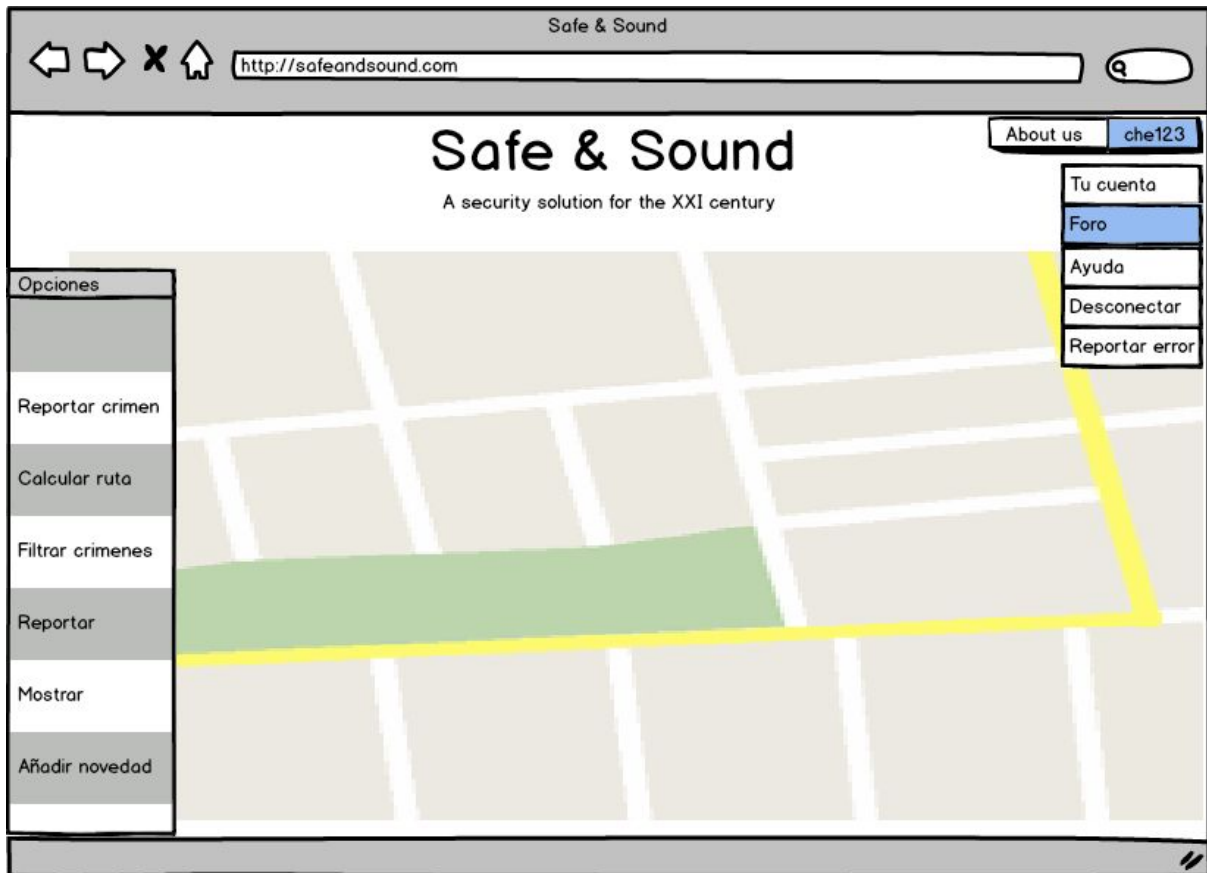 Safe & Sound
http://safeandsound.com
Safe & Sound
A security solution for the XXI century
About us
che123
Tu cuenta
Foro
Ayuda
Desconectar
Reportar error
Opciones
Reportar crimen
Calcular ruta
Filtrar crimenes
Reportar
Mostrar
Añadir novedad